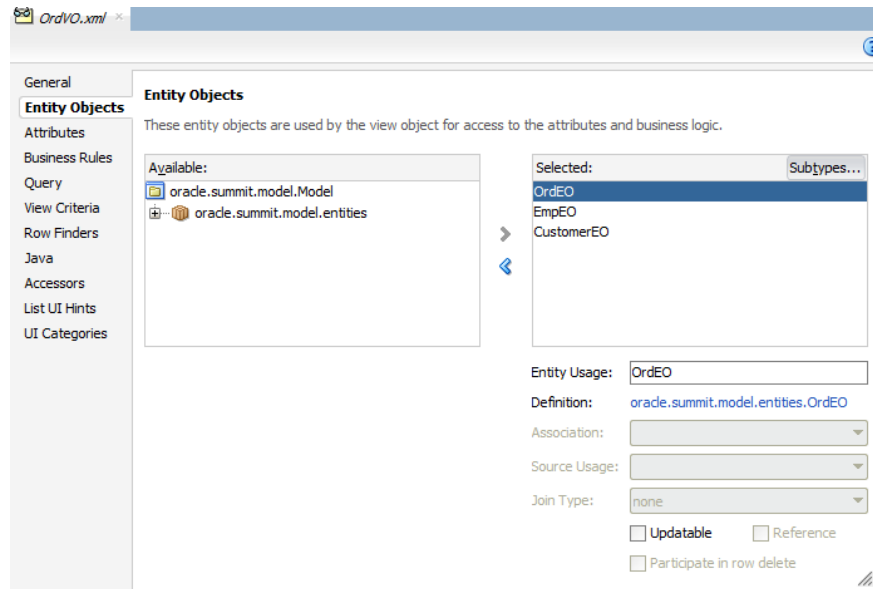 OrdVO.xml
General
Entity Objects
Attributes
Business Rules
Query
View Criteria
Row Finders
Java
Accessors
List UI Hints
UI Categories
Entity Objects
These entity objects are used by the view object for access to the attributes and business logic.
Available:
oracle.summit.model.Model
oracle.summit.model.entities
Selected:
Subtypes...
OrdEO
EmpEO
CustomerEO
Entity Usage: OrdEO
Definition: oracle.summit.model.entities.OrdEO
Association:
Source Usage:
Join Type: none
Updatable Reference
Participate in row delete